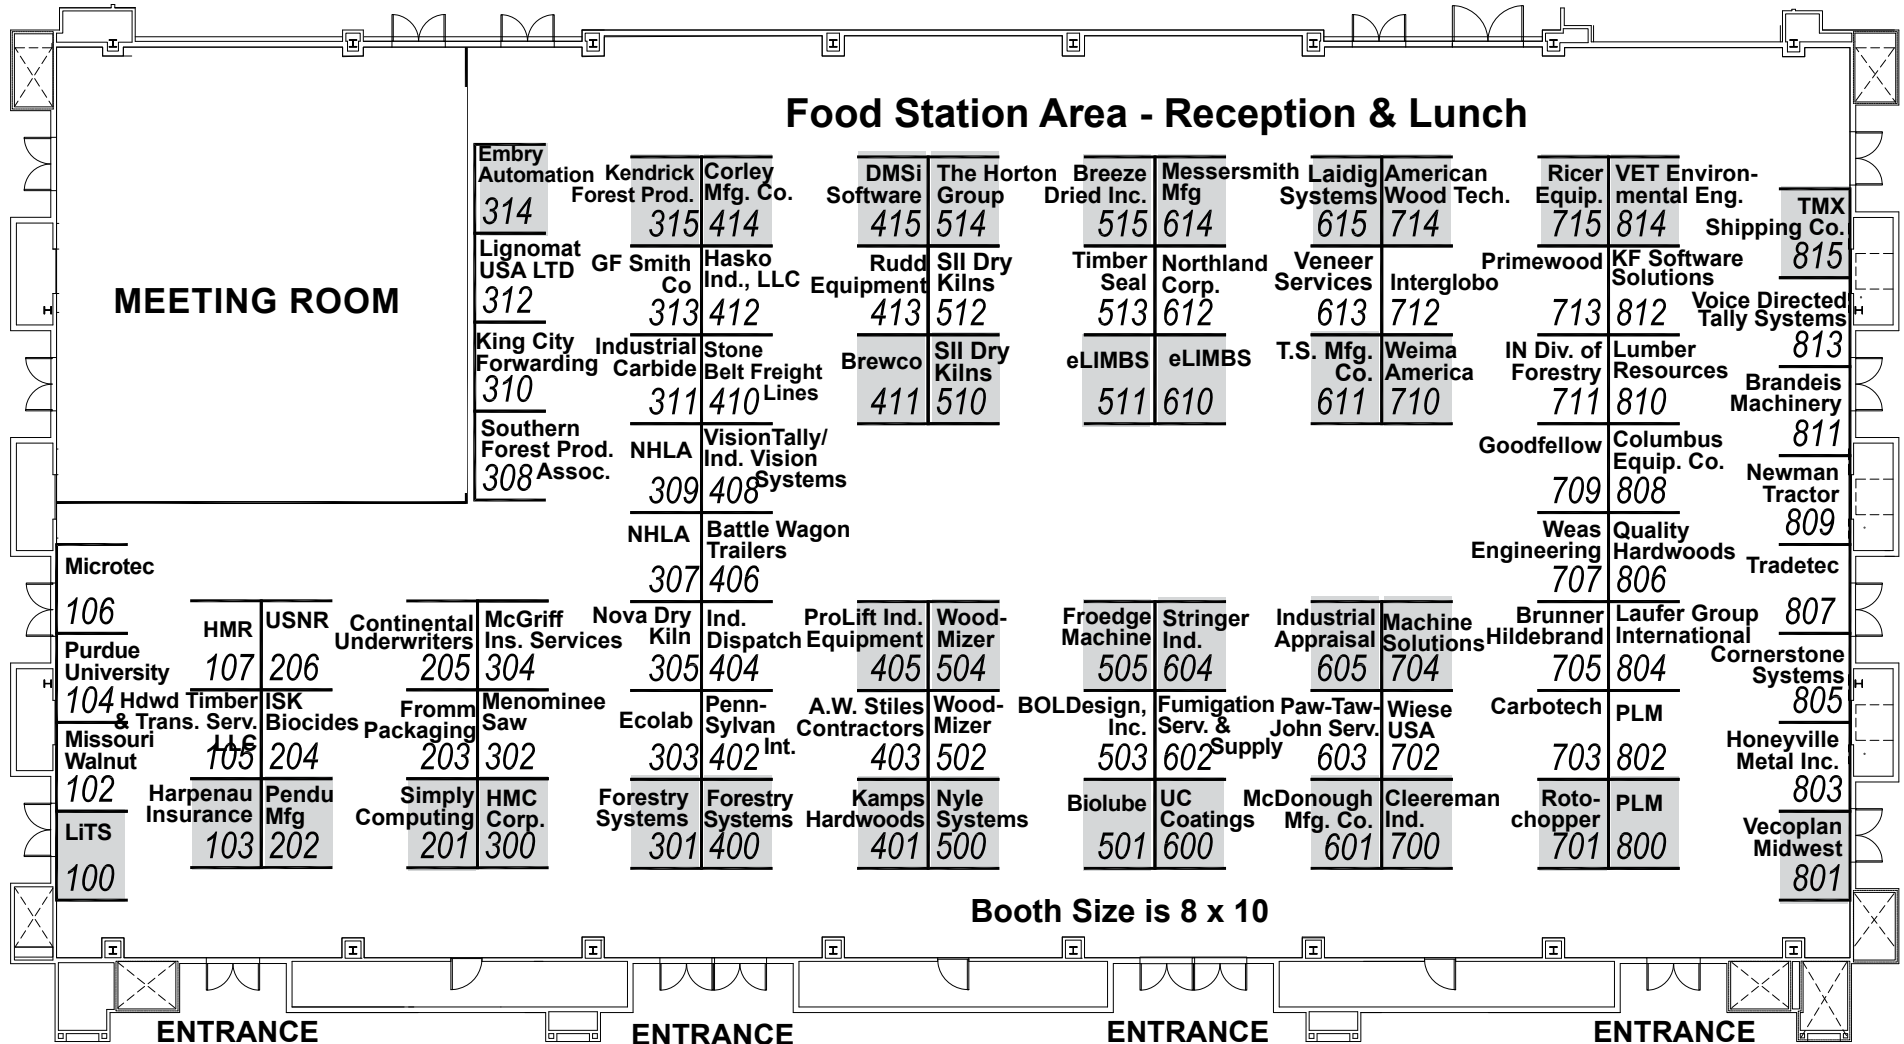 Food Station Area - Reception & Lunch
MEETING ROOM
Embry
Automation
314
Lignomat
USA LTD
312
King City
Forwarding
310
Southern
Forest Prod.
Assoc.
308
Kendrick
Forest Prod.
315
GF Smith
Co
313
Industrial
Carbide
311
NHLA
309
NHLA
307
Nova Dry
Kiln
305
Ecolab
303
Forestry
Systems
301
Corley
Mfg. Co.
414
Hasko
Ind., LLC
412
Stone
Belt Freight
Lines
410
VisionTally/
Ind. Vision
Systems
408
Battle Wagon
Trailers
406
Ind.
Dispatch
404
Penn-
Sylvan
Int.
402
Forestry
Systems
400
DMSi
Software
415
Rudd
Equipment
413
Brewco
411
The Horton
Group
514
SII Dry
Kilns
512
SII Dry
Kilns
510
Breeze
Dried Inc.
515
Timber
Seal
513
eLIMBS
511
Messersmith
Mfg
614
Northland
Corp.
612
eLIMBS
610
Laidig
Systems
615
Veneer
Services
613
T.S. Mfg.
Co.
611
American
Wood Tech.
714
Interglobo
712
Weima
America
710
Ricer
Equip.
715
Primewood
713
IN Div. of
Forestry
711
Goodfellow
709
Weas
Engineering
707
Brunner
Hildebrand
705
Carbotech
703
Roto-
chopper
701
VET Environ-
mental Eng.
814
KF Software
Solutions
812
Lumber
Resources
810
Columbus
Equip. Co.
808
Quality
Hardwoods
806
Laufer Group
International
804
PLM
802
PLM
800
TMX
Shipping Co.
815
Voice Directed
Tally Systems
813
Brandeis
Machinery
811
Newman
Tractor
809
Tradetec
807
Cornerstone
Systems
805
Honeyville
Metal Inc.
803
Vecoplan
Midwest
801
Microtec
106
Purdue
University
104
Missouri
Walnut
102
LiTS
100
HMR
107
Hdwd Timber
& Trans. Serv.
LLC
105
Harpenau
Insurance
103
USNR
206
ISK
Biocides
204
Pendu
Mfg
202
Continental
Underwriters
205
Fromm
Packaging
203
Simply
Computing
201
McGriff
Ins. Services
304
Menominee
Saw
302
HMC
Corp.
300
ProLift Ind.
Equipment
405
A.W. Stiles
Contractors
403
Kamps
Hardwoods
401
Wood-
Mizer
504
Wood-
Mizer
502
Nyle
Systems
500
Froedge
Machine
505
BOLDesign,
Inc.
503
Biolube
501
Stringer
Ind.
604
Fumigation
Serv. &
Supply
602
UC
Coatings
600
Industrial
Appraisal
605
Paw-Taw-
John Serv.
603
McDonough
Mfg. Co.
601
Machine
Solutions
704
Wiese
USA
702
Cleereman
Ind.
700
Booth Size is 8 x 10
ENTRANCE
ENTRANCE
ENTRANCE
ENTRANCE